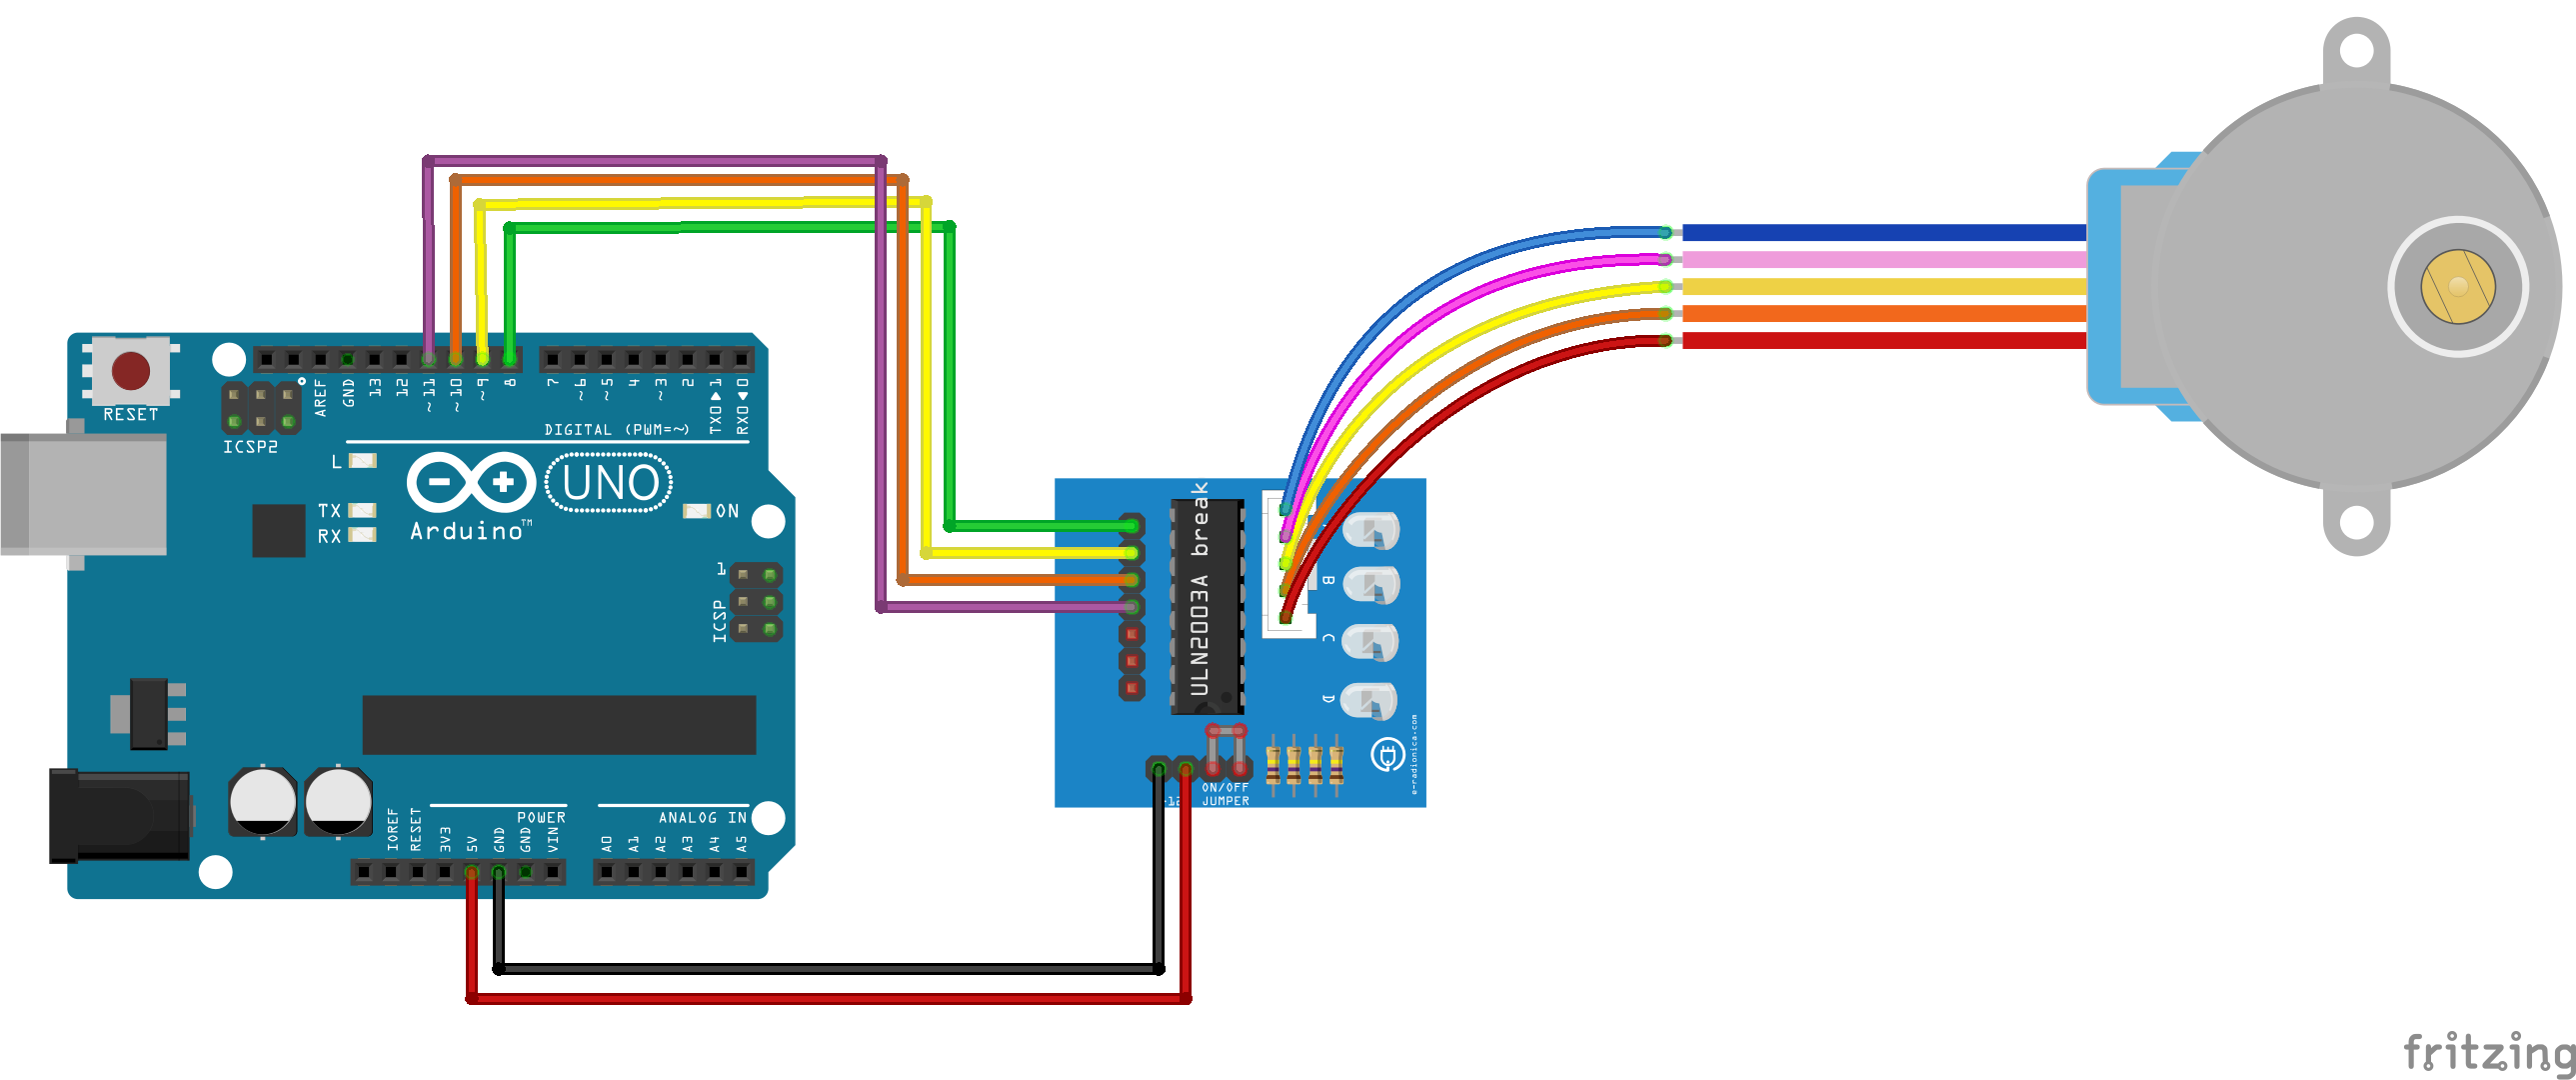 RESET
ICSP2
AREF
GND
13
12
~11
~10
~9
8
7
~6
~5
4
~3
2
TX0 ▶ 1
RX0 ◀ 0
DIGITAL (PWM=~)
L
TX
RX
UNO
Arduino™
ON
1
ICSP
IOREF
RESET
3V3
5V
GND
GND
VIN
POWER
A0
A1
A2
A3
A4
A5
ANALOG IN
ULN2003A break
B
C
D
ON/OFF
JUMPER
e-radionica.com
fritzing